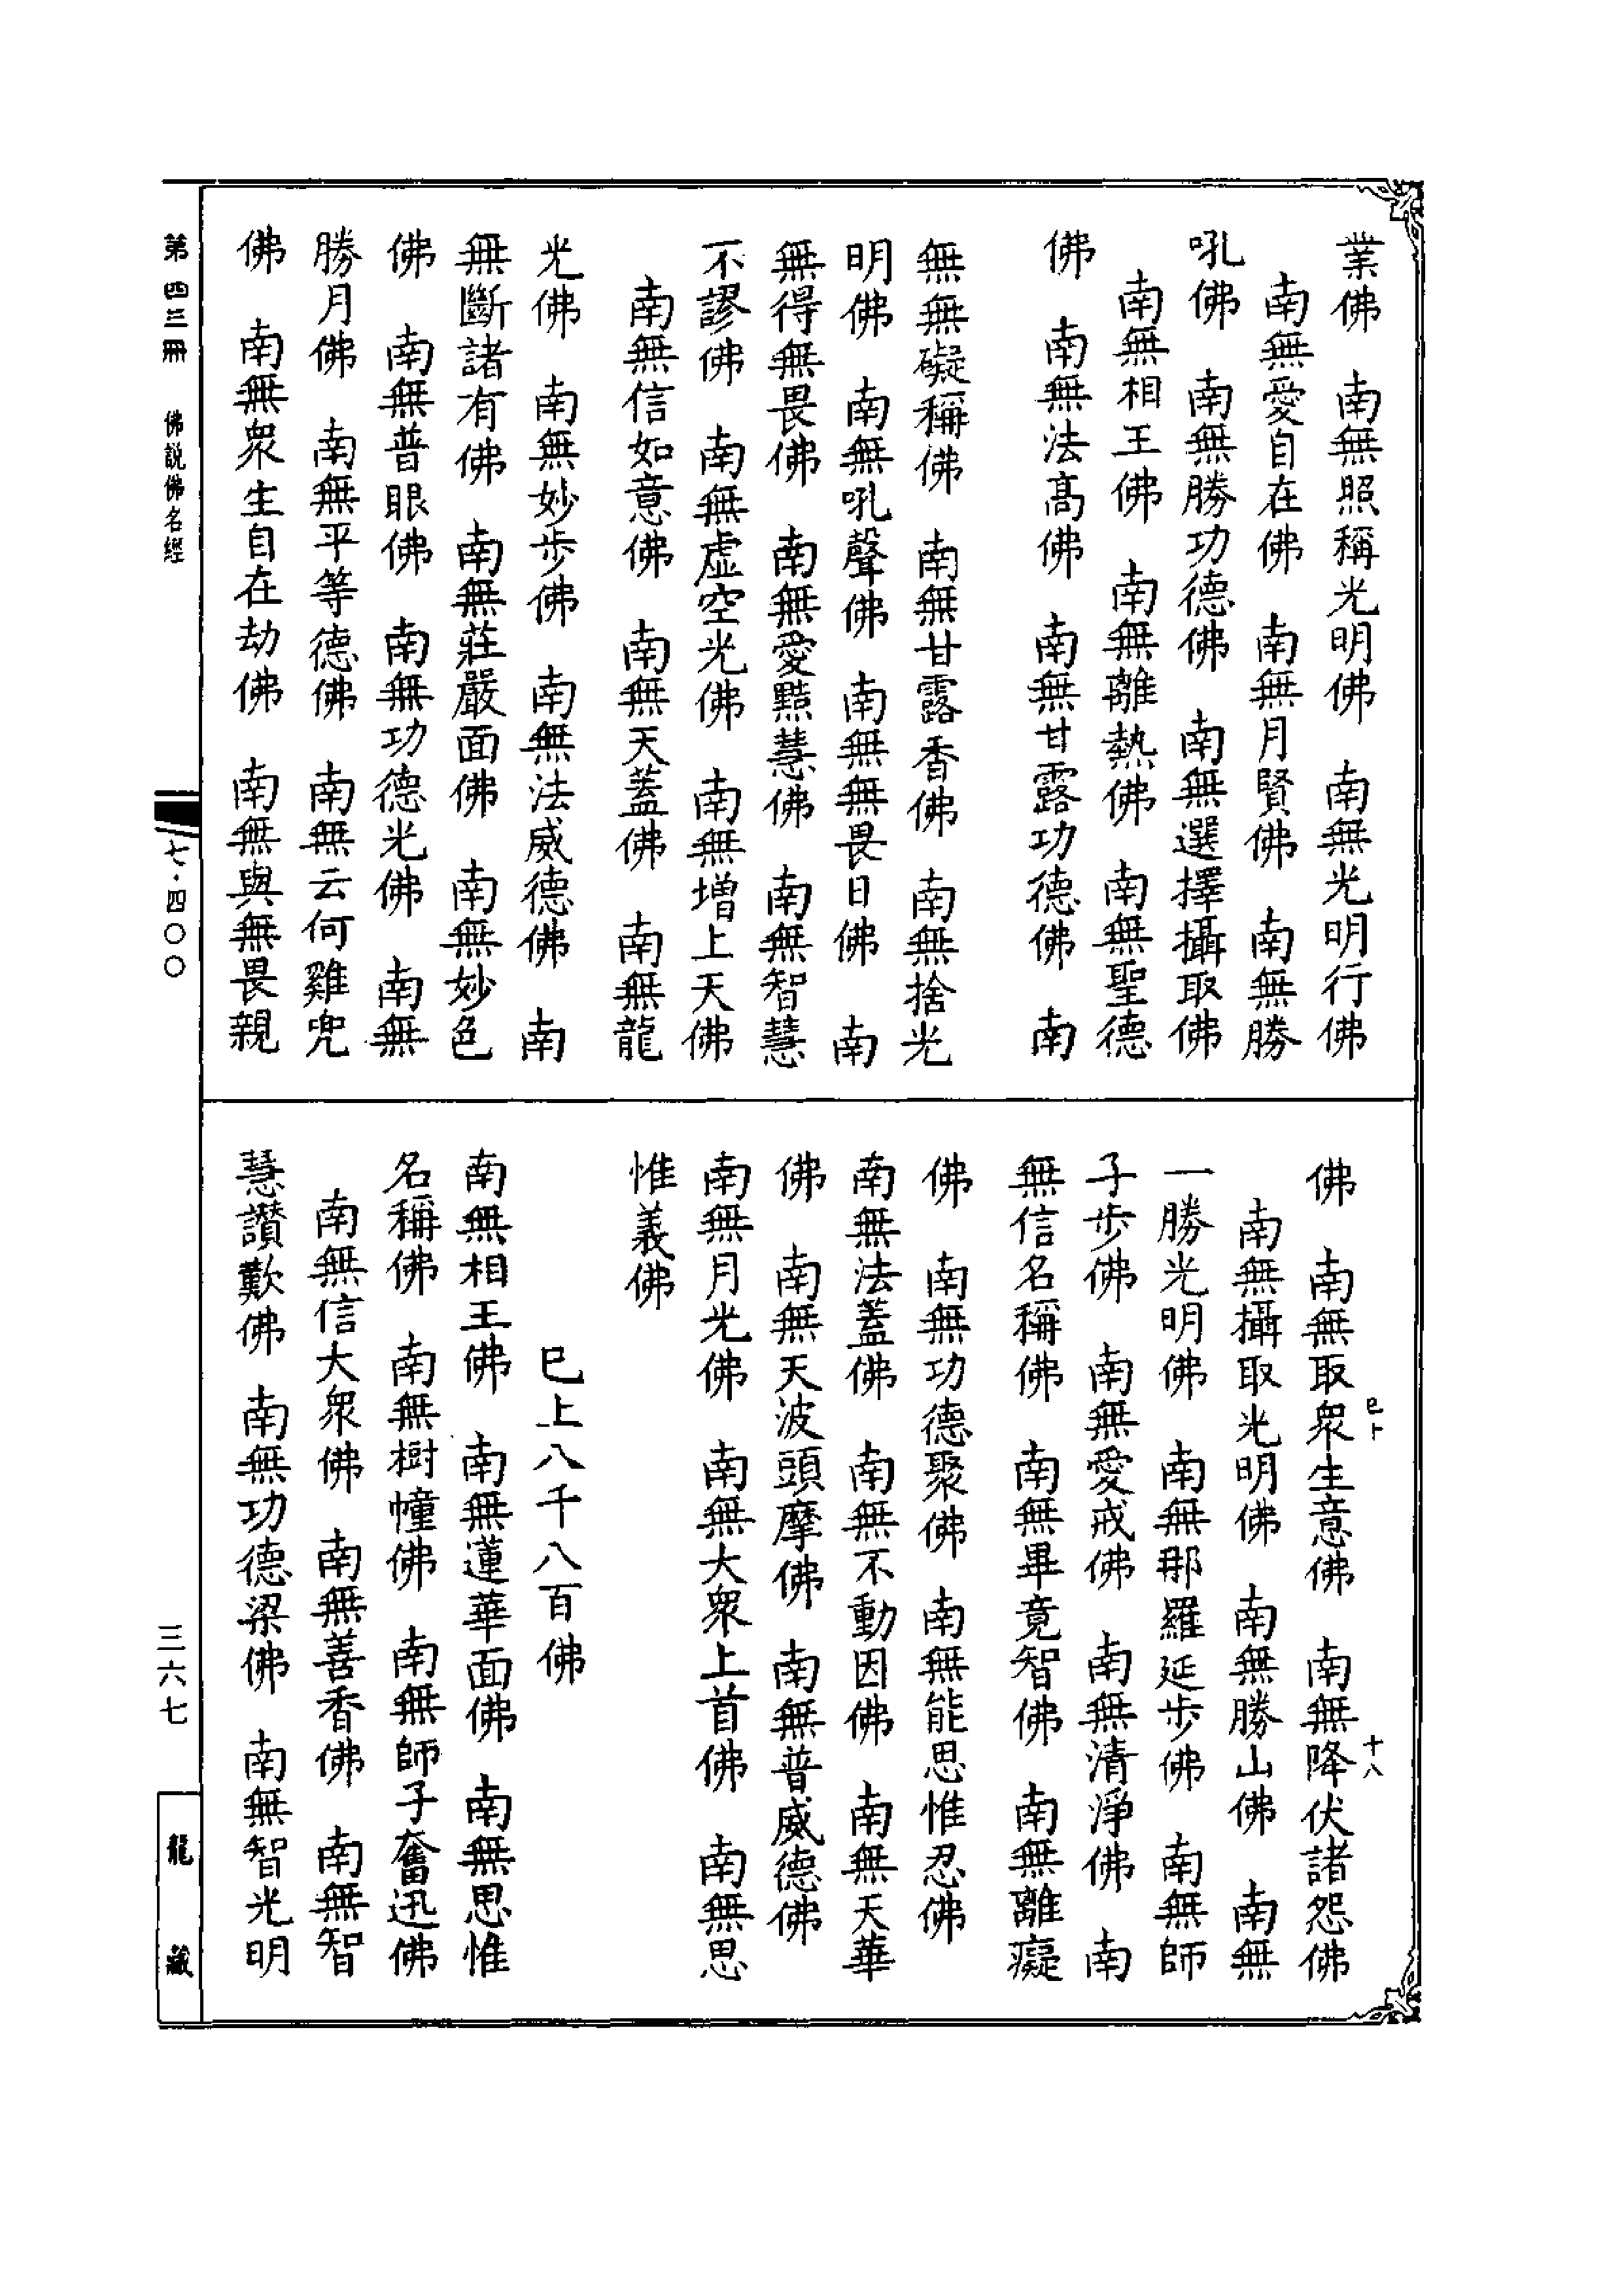 業佛　南無照稱光明佛　南無光明行佛
南無愛自在佛　南無月賢佛　南無勝
吼佛　南無勝功德佛　南無選擇攝取佛
南無相王佛　南無離熱佛　南無聖德
佛　南無法高佛　南無甘露功德佛　南
無無礙稱佛　南無甘露香佛　南無捨光
明佛　南無吼聲佛　南無無畏日佛　南
無得無畏佛　南無愛黠慧佛　南無智慧
不謬佛　南無虛空光佛　南無增上天佛
南無信如意佛　南無天蓋佛　南無龍
光佛　南無妙步佛　南無法威德佛　南
無斷諸有佛　南無莊嚴面佛　南無妙色
佛　南無普眼佛　南無功德光佛　南無
勝月佛　南無平等德佛　南無云何雞兜
佛　南無眾生自在劫佛　南無與無畏親
佛　南無取眾生意佛　南無降伏諸怨佛
南無攝取光明佛　南無勝山佛　南無
一勝光明佛　南無那羅延步佛　南無師
子步佛　南無愛戒佛　南無清淨佛　南
無信名稱佛　南無畢竟智佛　南無離癡
佛　南無功德聚佛　南無能思惟忍佛
南無法蓋佛　南無不動因佛　南無天華
佛　南無天波頭摩佛　南無普威德佛
南無月光佛　南無大眾上首佛　南無思
惟義佛
已上八千八百佛
南無相王佛　南無蓮華面佛　南無思惟
名稱佛　南無樹幢佛　南無師子奮迅佛
南無信大眾佛　南無善香佛　南無智
慧讚歎佛　南無功德梁佛　南無智光明
十八
第四三冊　佛說佛名經
七·四〇〇
三六七
龍藏